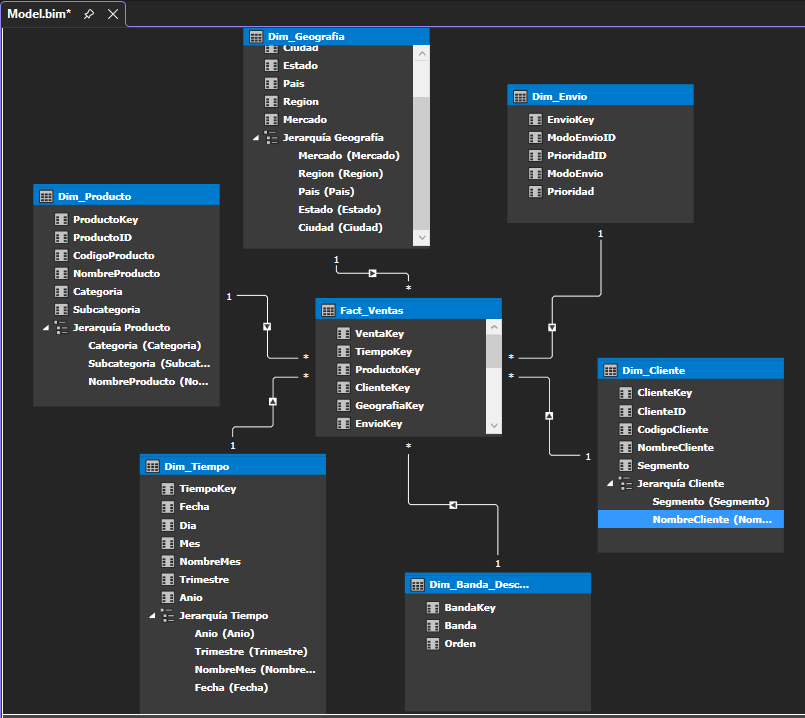 Model.bim*
Dim_Geografia
Ciudad
Estado
Pais
Region
Mercado
Jerarquía Geografía
Mercado (Mercado)
Region (Region)
Pais (Pais)
Estado (Estado)
Ciudad (Ciudad)
1
*
Dim_Envio
EnvioKey
ModoEnvioID
PrioridadID
ModoEnvio
Prioridad
1
*
Dim_Producto
ProductoKey
ProductoID
CodigoProducto
NombreProducto
Categoria
Subcategoria
Jerarquía Producto
Categoria (Categoria)
Subcategoria (Subcat...
NombreProducto (No...
1
*
Fact_Ventas
VentaKey
TiempoKey
ProductoKey
ClienteKey
GeografiaKey
EnvioKey
*
Dim_Cliente
ClienteKey
ClienteID
CodigoCliente
NombreCliente
Segmento
Jerarquía Cliente
Segmento (Segmento)
NombreCliente (Nom...
1
*
Dim_Tiempo
TiempoKey
Fecha
Dia
Mes
NombreMes
Trimestre
Anio
Jerarquía Tiempo
Anio (Anio)
Trimestre (Trimestre)
NombreMes (Nombre...
Fecha (Fecha)
1
*
Dim_Banda_Desc...
BandaKey
Banda
Orden
1